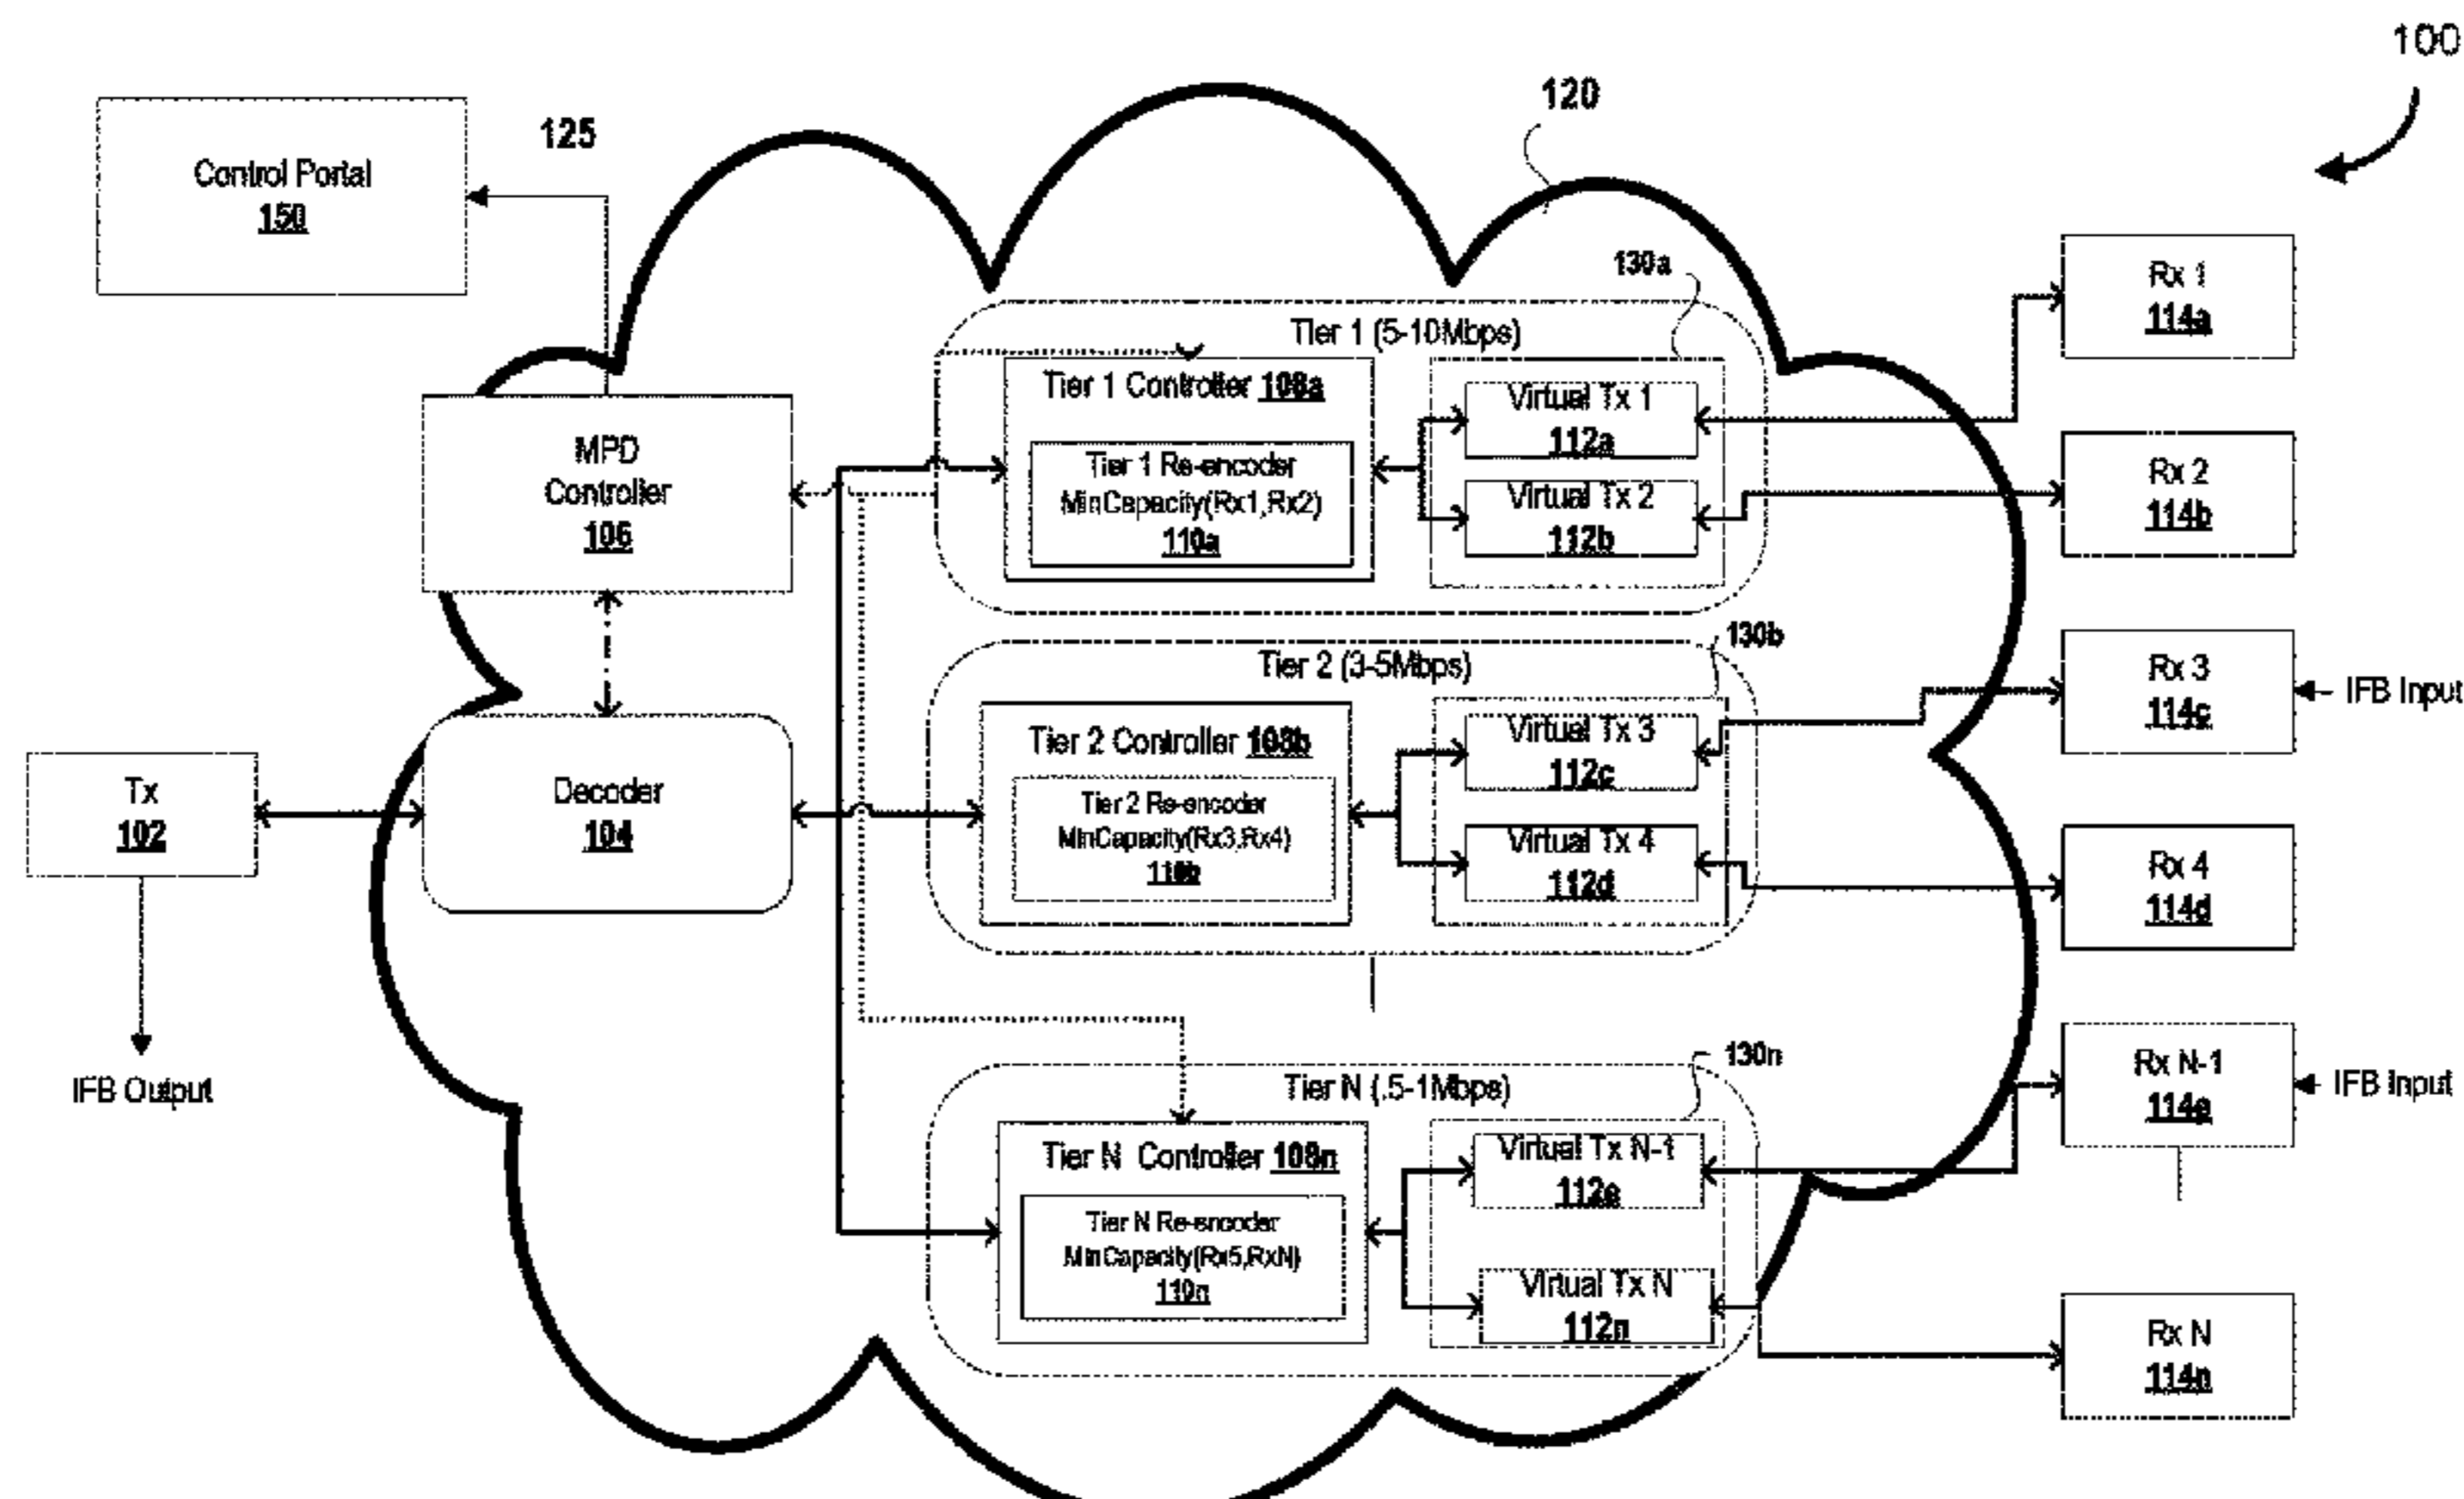 100
120
125
Control Portal
150
130a
Rx 1
114a
Tier 1 (5-10Mbps)
Tier 1 Controller 108a
Virtual Tx 1
112a
MPD
Controller
106
Tier 1 Re-encoder
MinCapacity(Rx1,Rx2)
110a
Virtual Tx 2
112b
Rx 2
114b
130b
Tier 2 (3-5Mbps)
Rx 3
114c
IFB Input
Tier 2 Controller 108b
Virtual Tx 3
112c
Tx
102
Decoder
104
Tier 2 Re-encoder
MinCapacity(Rx3,Rx4)
110b
Virtual Tx 4
112d
Rx 4
114d
130n
IFB Output
Tier N (.5-1Mbps)
Rx N-1
114e
IFB Input
Tier N Controller 108n
Virtual Tx N-1
112e
Tier N Re-encoder
MinCapacity(Rx5,RxN)
110n
Virtual Tx N
112n
Rx N
114n